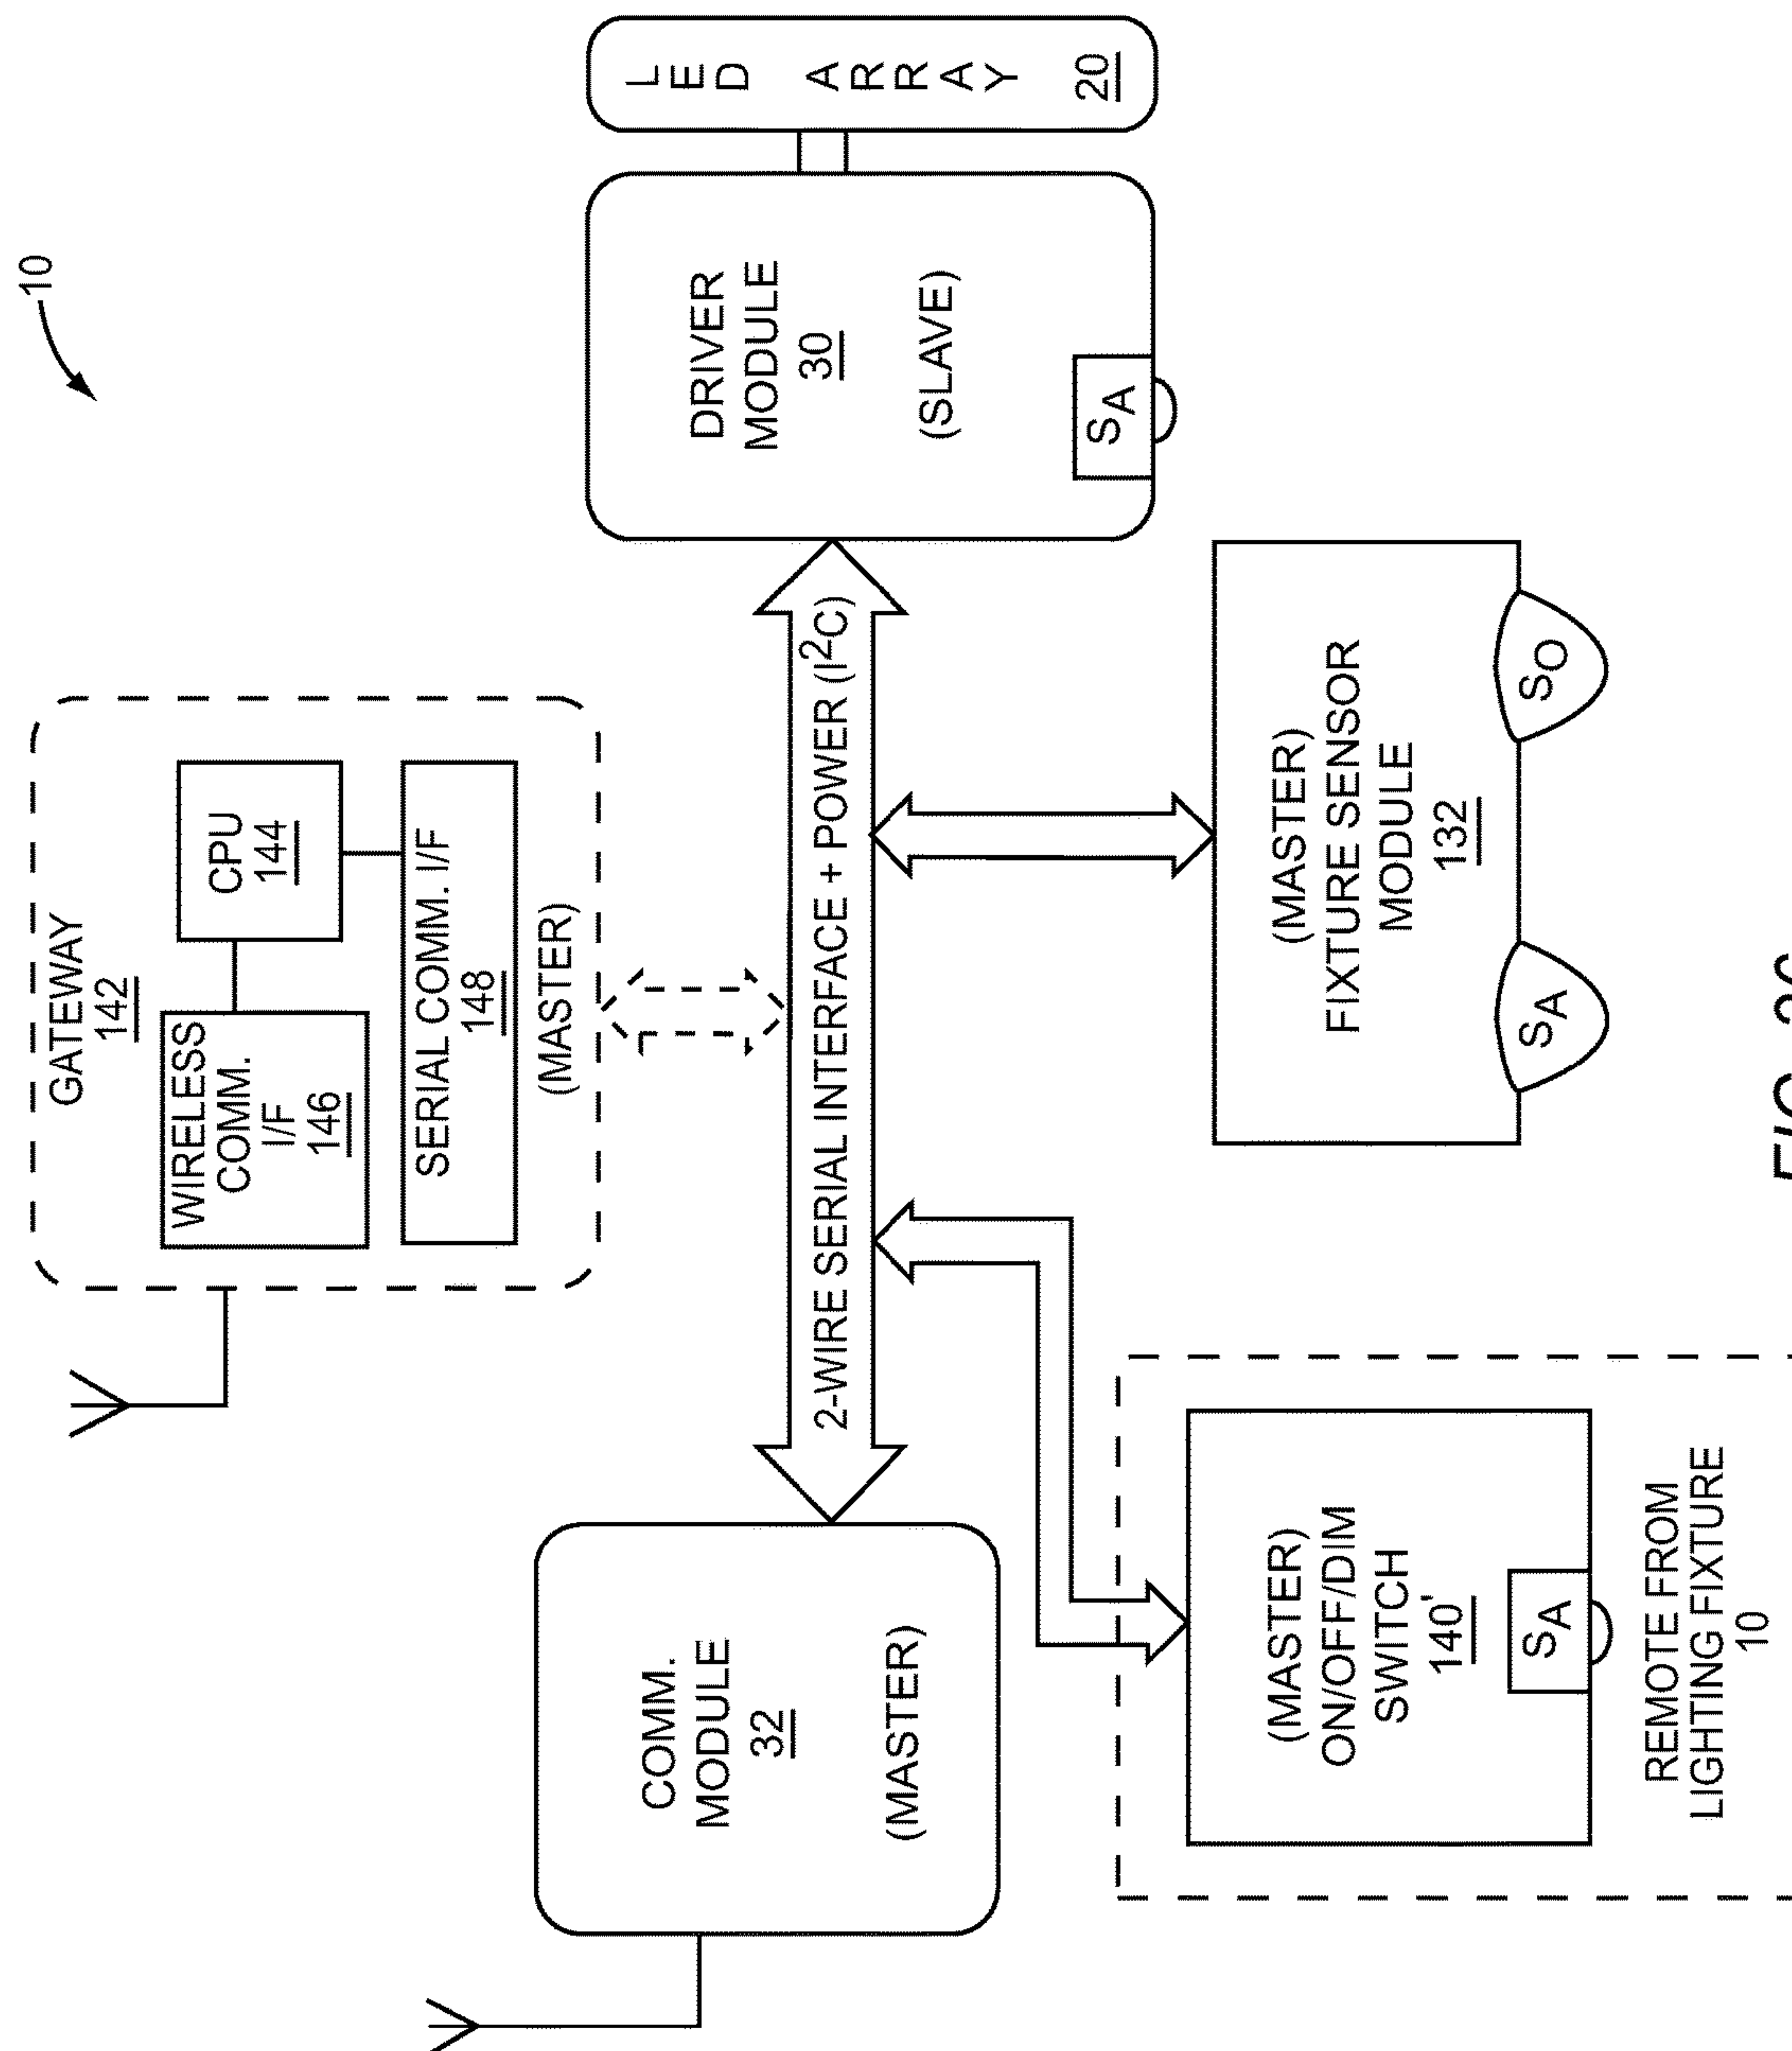 10
GATEWAY
142
WIRELESS
COMM.
I/F
146
CPU
144
SERIAL COMM. I/F
148
(MASTER)
COMM.
MODULE
32
(MASTER)
2-WIRE SERIAL INTERFACE + POWER (I²C)
DRIVER
MODULE
30
(SLAVE)
SA
LED ARRAY
20
(MASTER)
ON/OFF/DIM
SWITCH
140'
SA
REMOTE FROM
LIGHTING FIXTURE
10
(MASTER)
FIXTURE SENSOR
MODULE
132
SA
SO